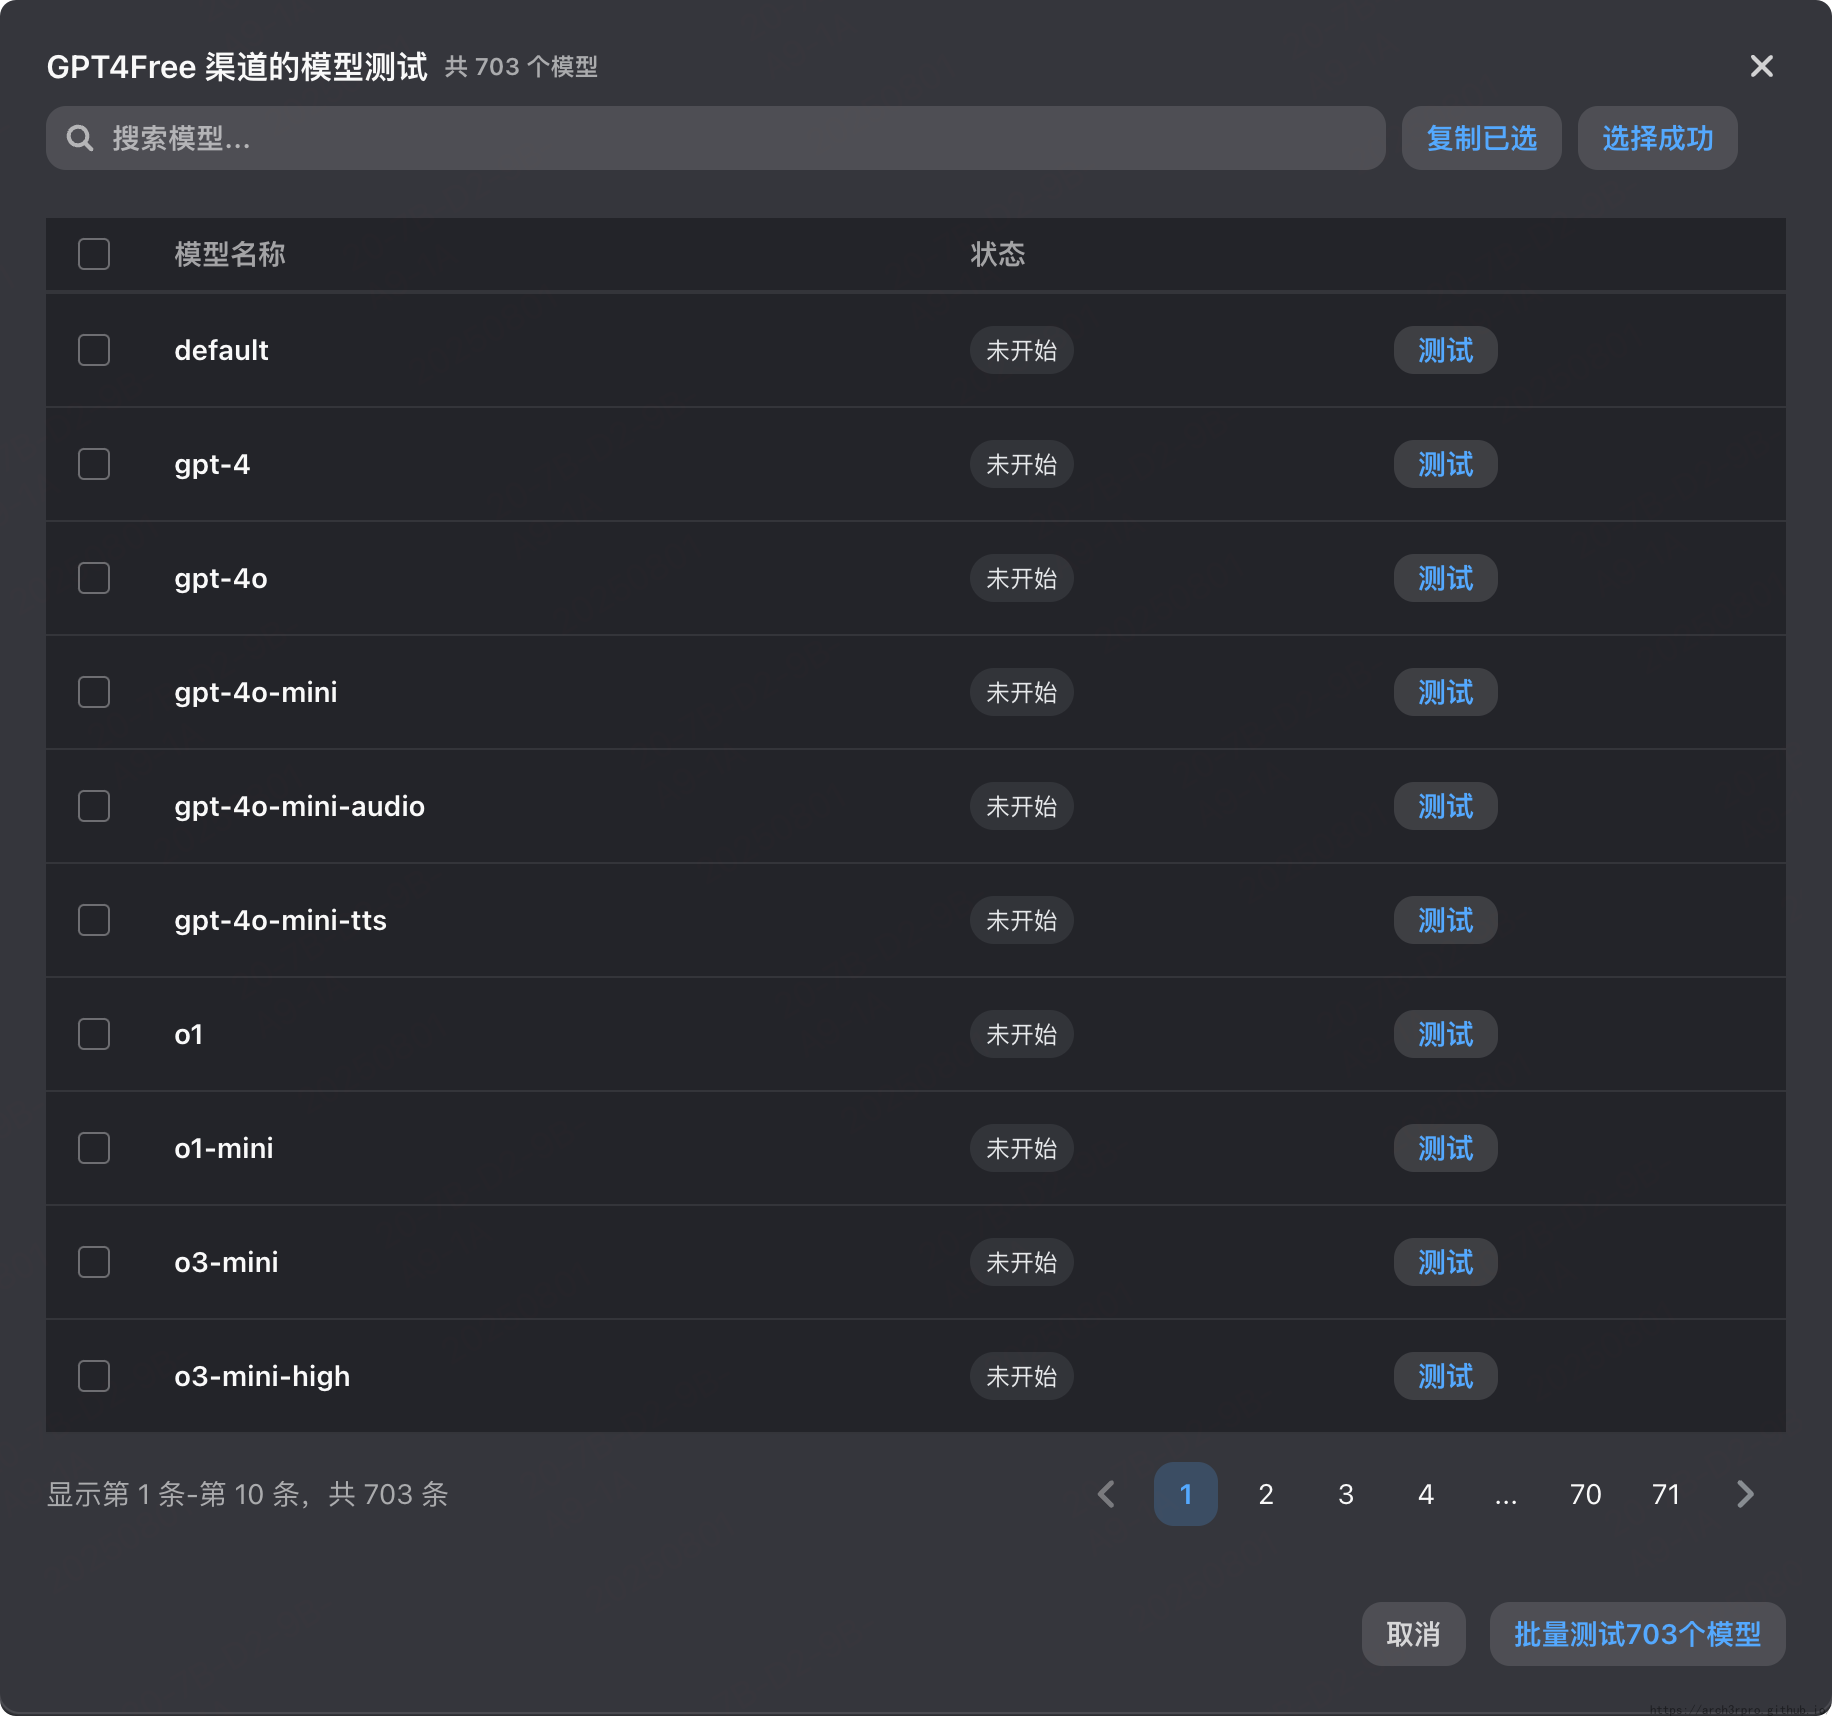 GPT4Free 渠道的模型测试 共 703 个模型
搜索模型... 复制已选 选择成功
模型名称 状态
default 未开始 测试
gpt-4 未开始 测试
gpt-4o 未开始 测试
gpt-4o-mini 未开始 测试
gpt-4o-mini-audio 未开始 测试
gpt-4o-mini-tts 未开始 测试
o1 未开始 测试
o1-mini 未开始 测试
o3-mini 未开始 测试
o3-mini-high 未开始 测试
显示第 1 条-第 10 条，共 703 条 1 2 3 4 ... 70 71
取消 批量测试703个模型